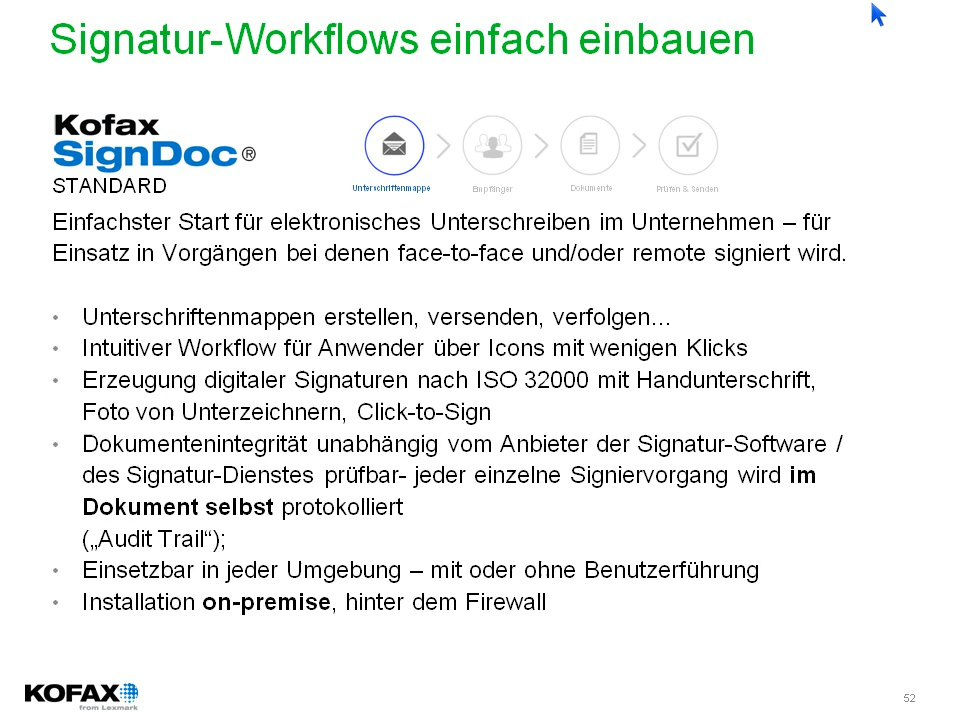 Signatur-Workflows einfach einbauen
Kofax
SignDoc®
STANDARD
Unterschriftenmappe
Empfänger
Dokumente
Prüfen & Senden
Einfachster Start für elektronisches Unterschreiben im Unternehmen – für
Einsatz in Vorgängen bei denen face-to-face und/oder remote signiert wird.
• Unterschriftenmappen erstellen, versenden, verfolgen…
• Intuitiver Workflow für Anwender über Icons mit wenigen Klicks
• Erzeugung digitaler Signaturen nach ISO 32000 mit Handunterschrift,
Foto von Unterzeichnern, Click-to-Sign
• Dokumentenintegrität unabhängig vom Anbieter der Signatur-Software /
des Signatur-Dienstes prüfbar- jeder einzelne Signiervorgang wird im
Dokument selbst protokolliert
(„Audit Trail“);
• Einsetzbar in jeder Umgebung – mit oder ohne Benutzerführung
• Installation on-premise, hinter dem Firewall
KOFAX
from Lexmark
52